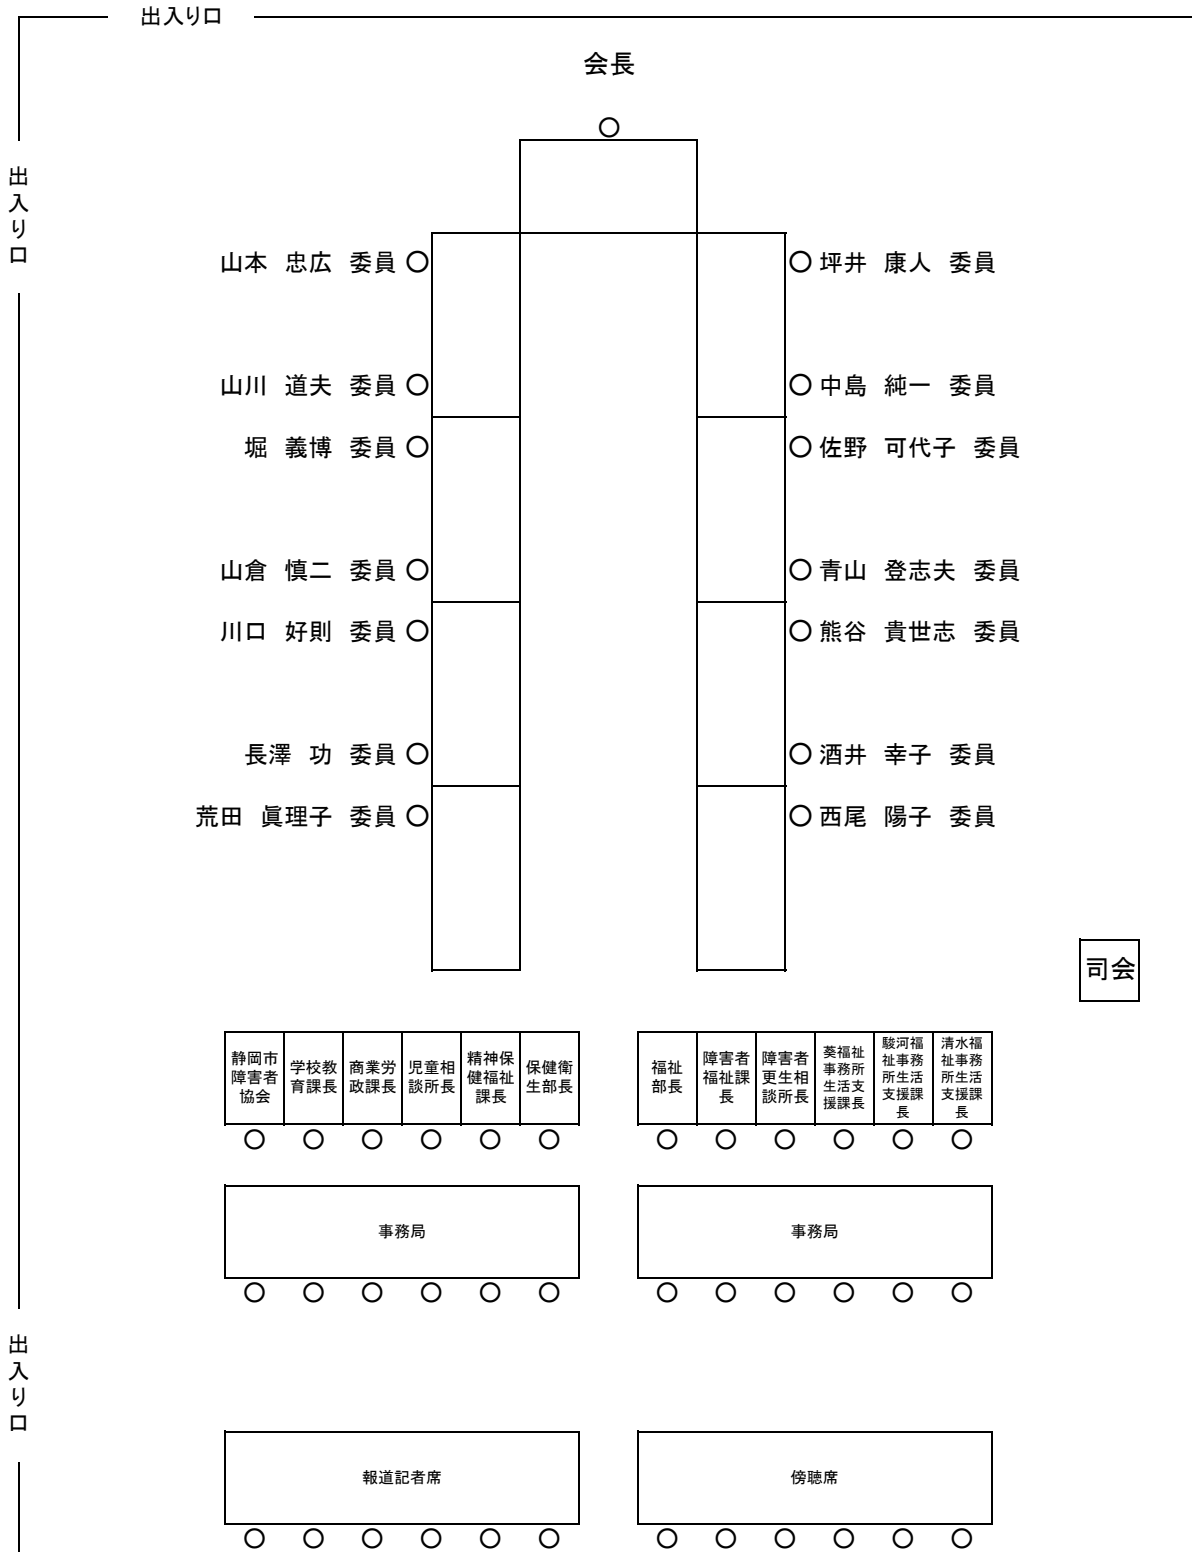 出入り口
会長
出入り口
山本 忠広 委員 坪井 康人 委員
山川 道夫 委員 中島 純一 委員
堀 義博 委員 佐野 可代子 委員
山倉 慎二 委員 青山 登志夫 委員
川口 好則 委員 熊谷 貴世志 委員
長澤 功 委員 酒井 幸子 委員
荒田 眞理子 委員 西尾 陽子 委員
司会
静岡市
障害者
協会
学校教
育課長
商業労
政課長
児童相
談所長
精神保
健福祉
課長
保健衛
生部長
福祉
部長
障害者
福祉課
長
障害者
更生相
談所長
葵福祉
事務所
生活支
援課長
駿河福
祉事務
所生活
支援課
長
清水福
祉事務
所生活
支援課
長
事務局 事務局
出入り口
報道記者席 傍聴席